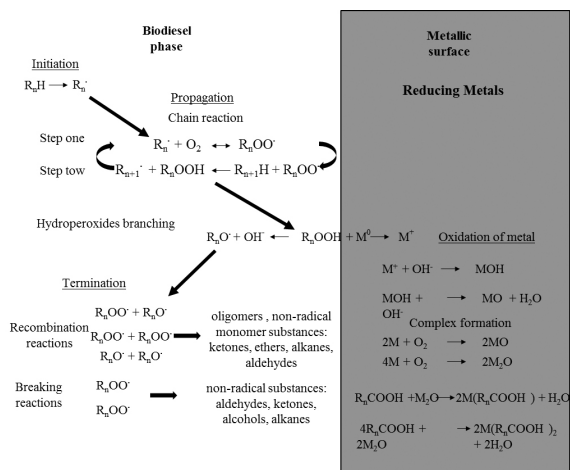 Biodiesel
phase
Metallic
surface
Initiation
Reducing Metals
RₙH → Rₙ˙
Propagation
Chain reaction
Step one
Rₙ˙ + O₂ ↔ RₙOO˙
Step tow
Rₙ₊₁˙ + RₙOOH ← Rₙ₊₁H + RₙOO˙
Hydroperoxides branching
RₙO˙ + OH⁻ ← RₙOOH + M⁰ → M⁺
Oxidation of metal
M⁺ + OH⁻ → MOH
MOH + OH⁻ → MO + H₂O
Complex formation
2M + O₂ → 2MO
4M + O₂ → 2M₂O
RₙCOOH +M₂O → 2M(RₙCOOH ) + H₂O
4RₙCOOH + 2M₂O → 2M(RₙCOOH )₂ + 2H₂O
Termination
Recombination
reactions
RₙOO˙ + RₙO˙
RₙOO˙ + RₙOO˙
RₙO˙ + RₙO˙
oligomers , non-radical
monomer substances:
ketones, ethers, alkanes,
aldehydes
Breaking
reactions
RₙOO˙
RₙOO˙
non-radical substances:
aldehydes, ketones,
alcohols, alkanes